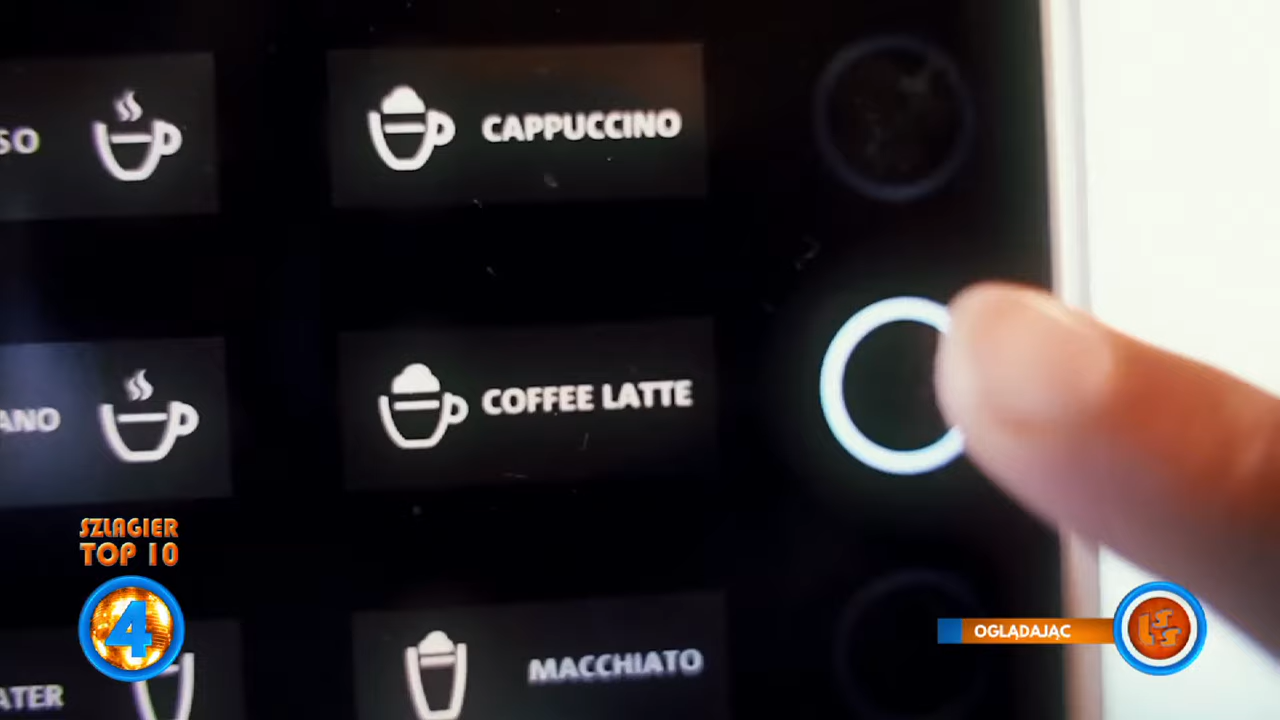 SO
CAPPUCCINO
ANO
COFFEE LATTE
SZLAGIER
TOP 10
4
OGLĄDAJĄC
ATER
MACCHIATO